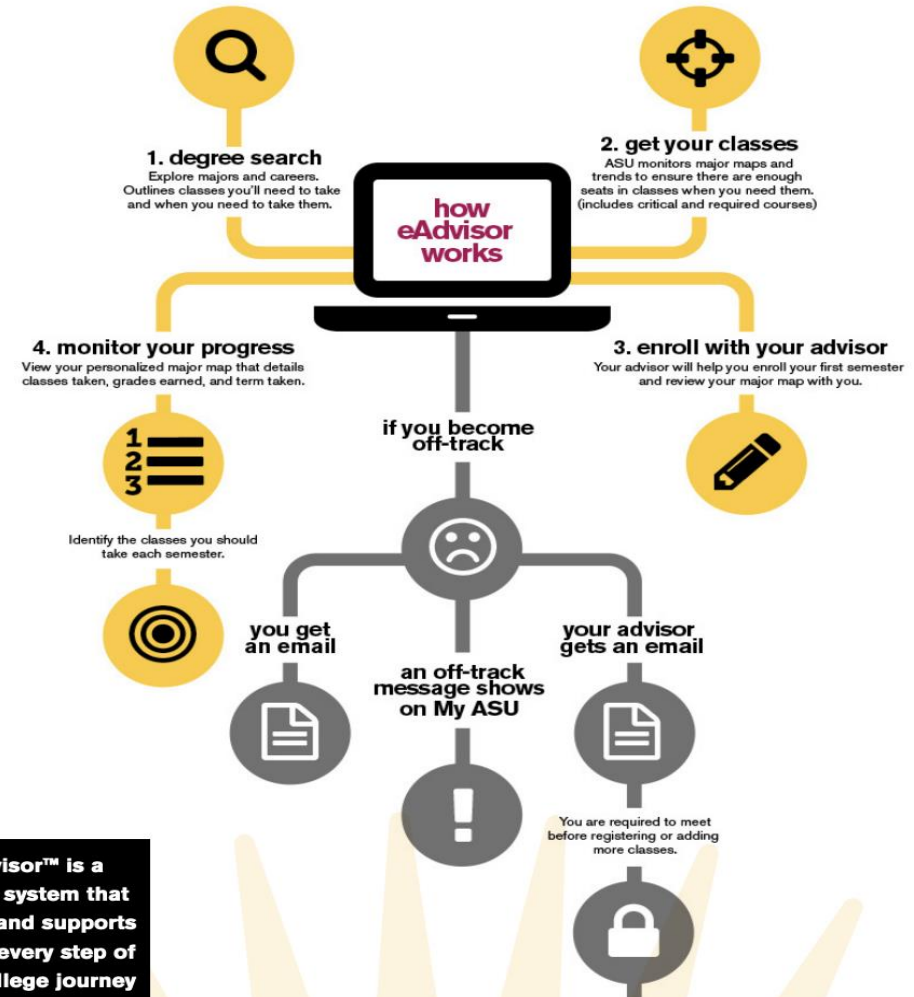 how
eAdvisor
works
1. degree search
Explore majors and careers.
Outlines classes you'll need to take
and when you need to take them.
2. get your classes
ASU monitors major maps and
trends to ensure there are enough
seats in classes when you need them.
(includes critical and required courses)
3. enroll with your advisor
Your advisor will help you enroll your first semester
and review your major map with you.
4. monitor your progress
View your personalized major map that details
classes taken, grades earned, and term taken.
1
2
3
Identify the classes you should
take each semester.
if you become
off-track
you get
an email
an off-track
message shows
on My ASU
!
your advisor
gets an email
You are required to meet
before registering or adding
more classes.
is a
system that
and supports
every step of
journey